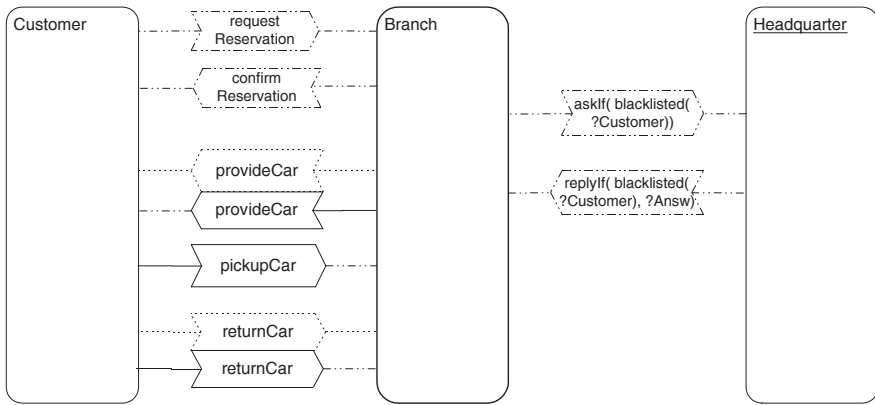 Customer
Branch
Headquarter
request
Reservation
confirm
Reservation
askIf( blacklisted(
?Customer))
provideCar
replyIf( blacklisted(
?Customer), ?Answ)
provideCar
pickupCar
returnCar
returnCar